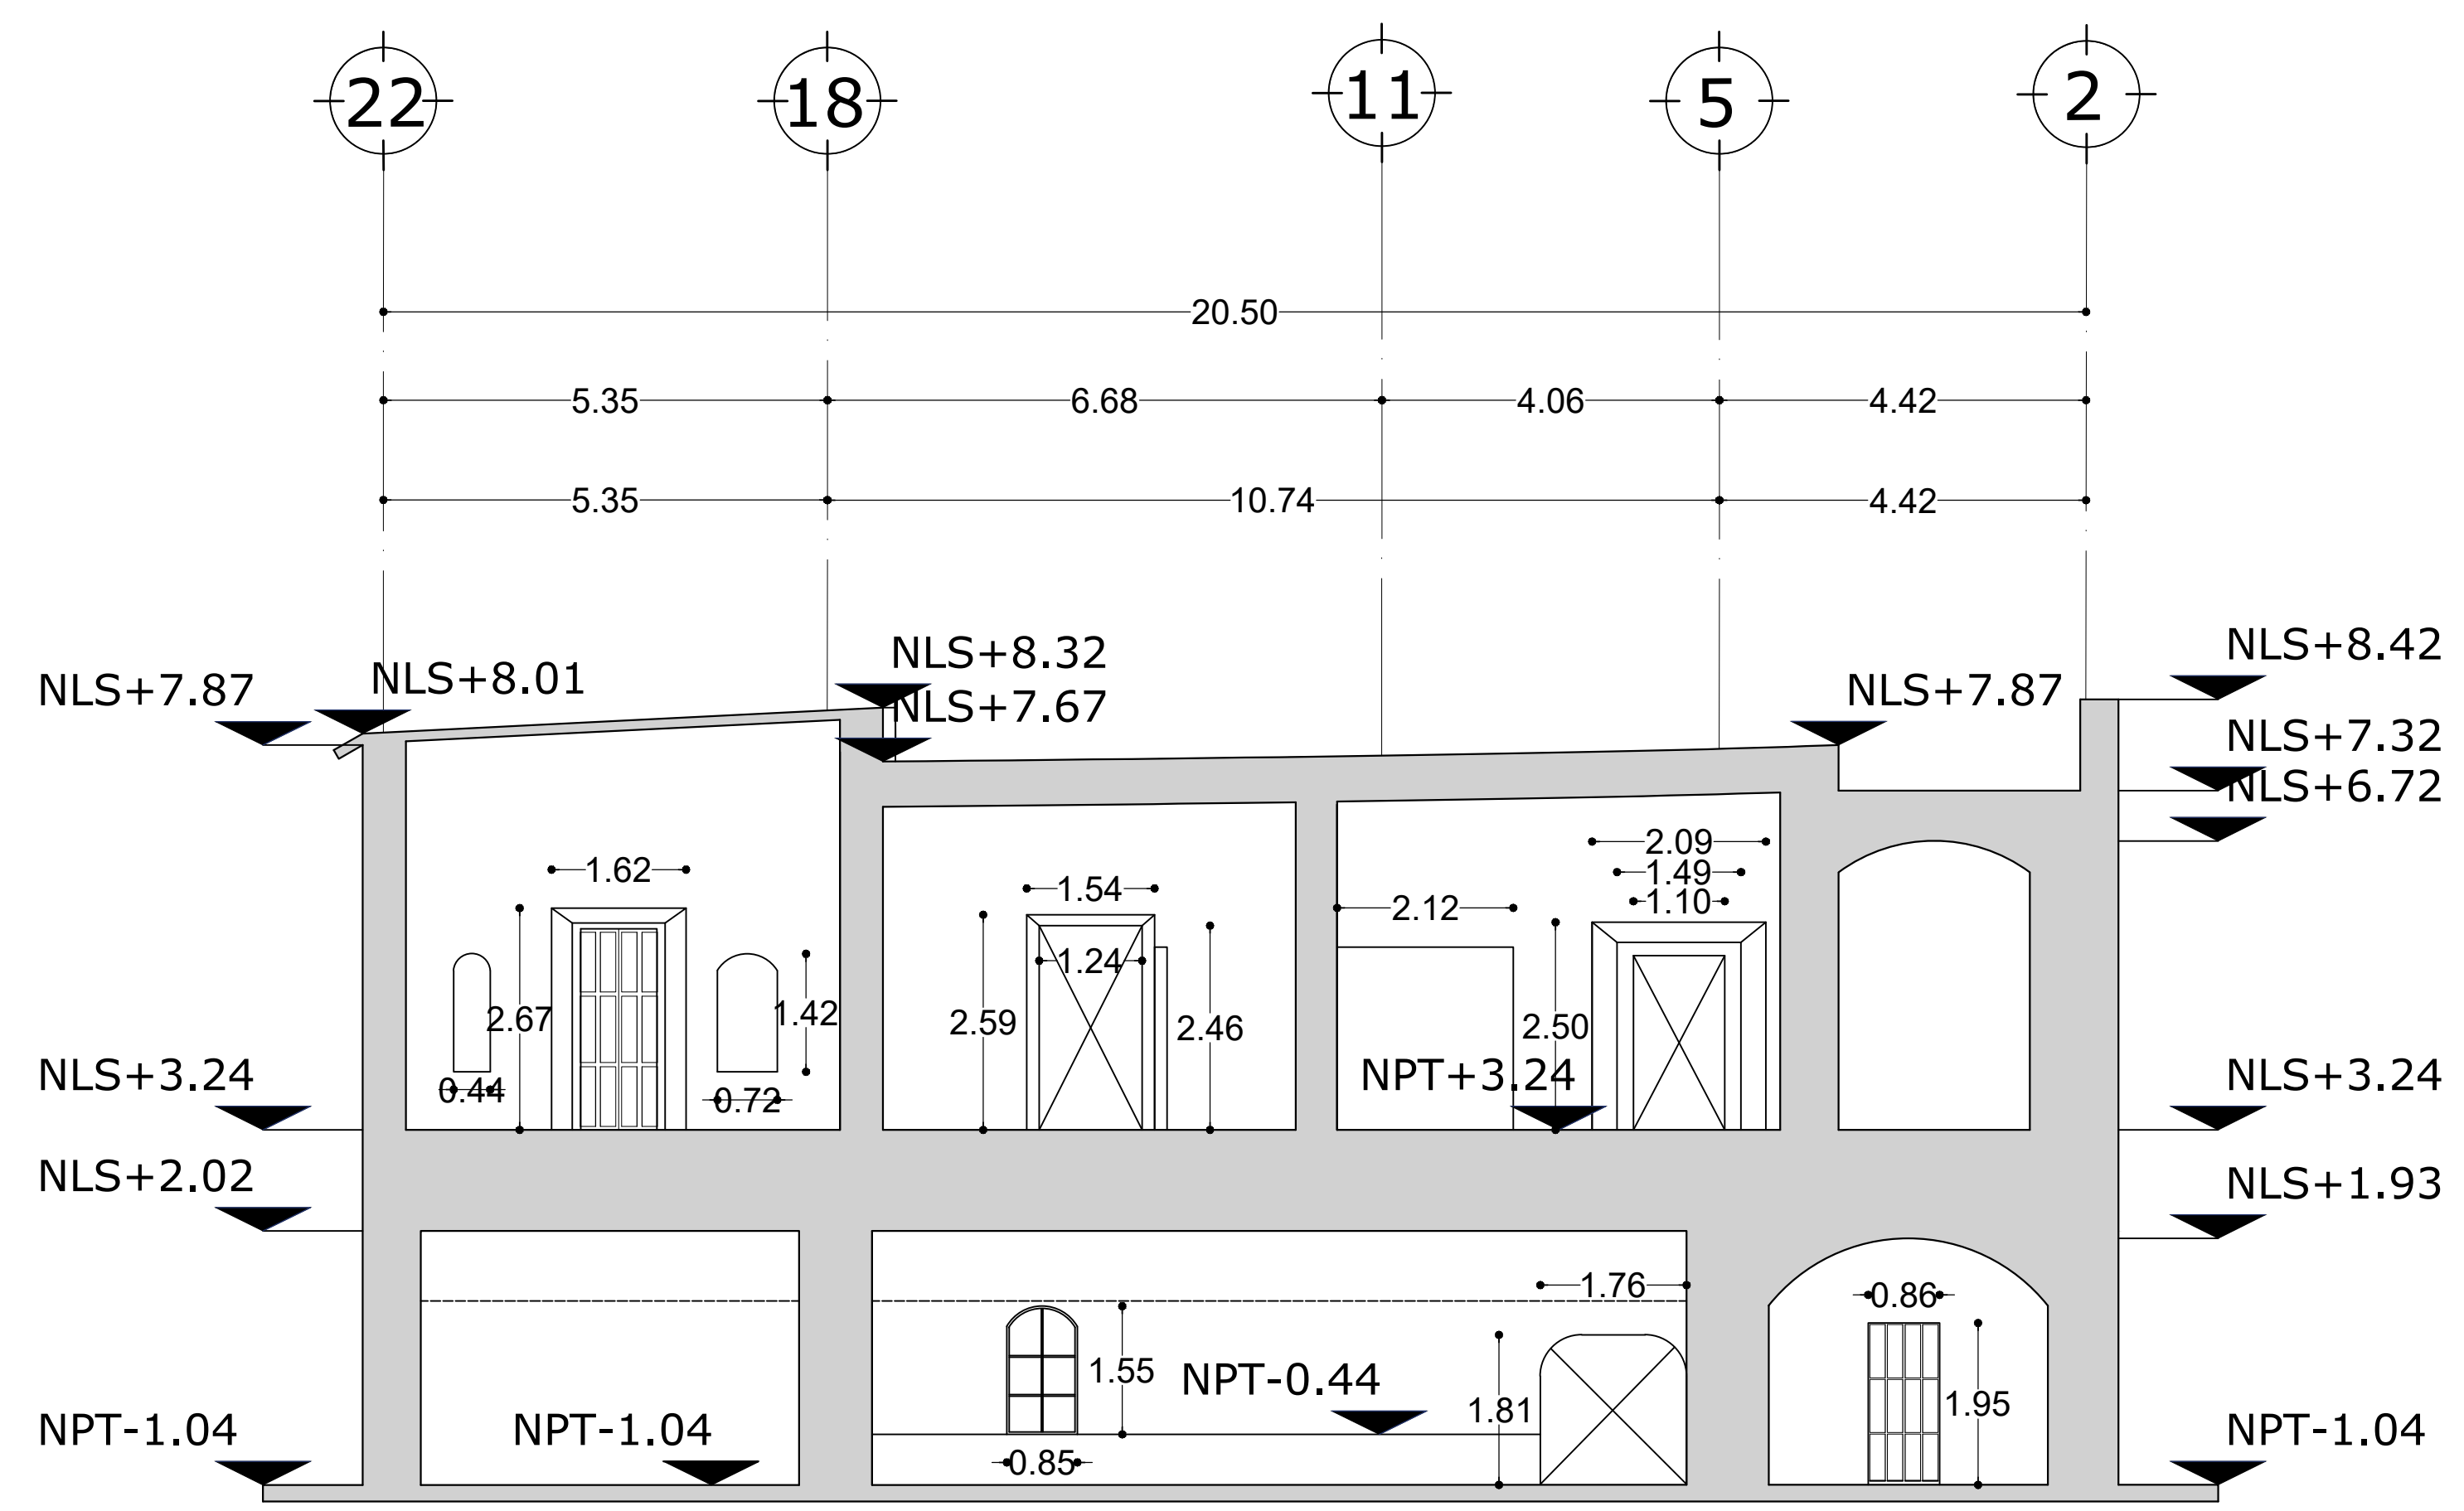 22 18 11 5 2
20.50
5.35 6.68 4.06 4.42
5.35 10.74 4.42
NLS+8.42
NLS+8.32
NLS+8.01
NLS+7.87
NLS+7.87
NLS+7.67
NLS+7.32
NLS+6.72
2.09
1.62
1.49
1.54
1.10
2.12
1.24
1.42
2.67
2.59
2.46
2.50
NLS+3.24
NPT+3.24
NLS+3.24
0.44
0.72
NLS+2.02
NLS+1.93
1.76
0.86
1.55
NPT-0.44
1.81
1.95
NPT-1.04
NPT-1.04
NPT-1.04
0.85